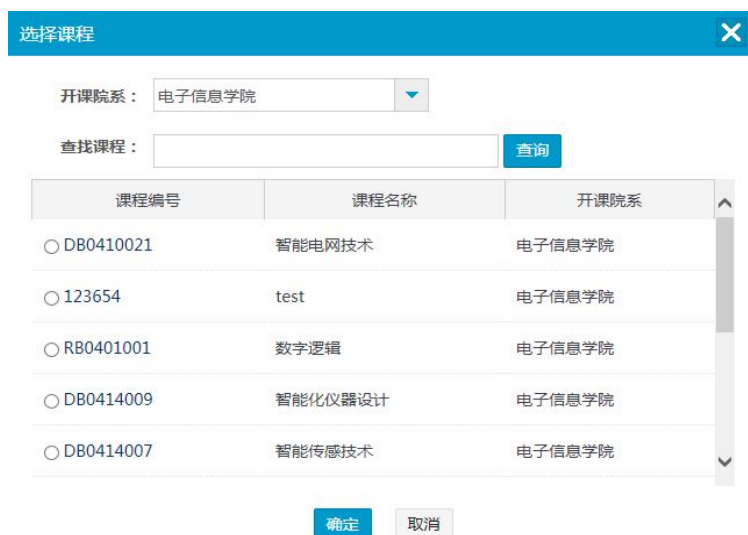 选择课程
开课院系： 电子信息学院
查找课程： 查询
课程编号 课程名称 开课院系
DB0410021 智能电网技术 电子信息学院
123654 test 电子信息学院
RB0401001 数字逻辑 电子信息学院
DB0414009 智能化仪器设计 电子信息学院
DB0414007 智能传感技术 电子信息学院
确定 取消